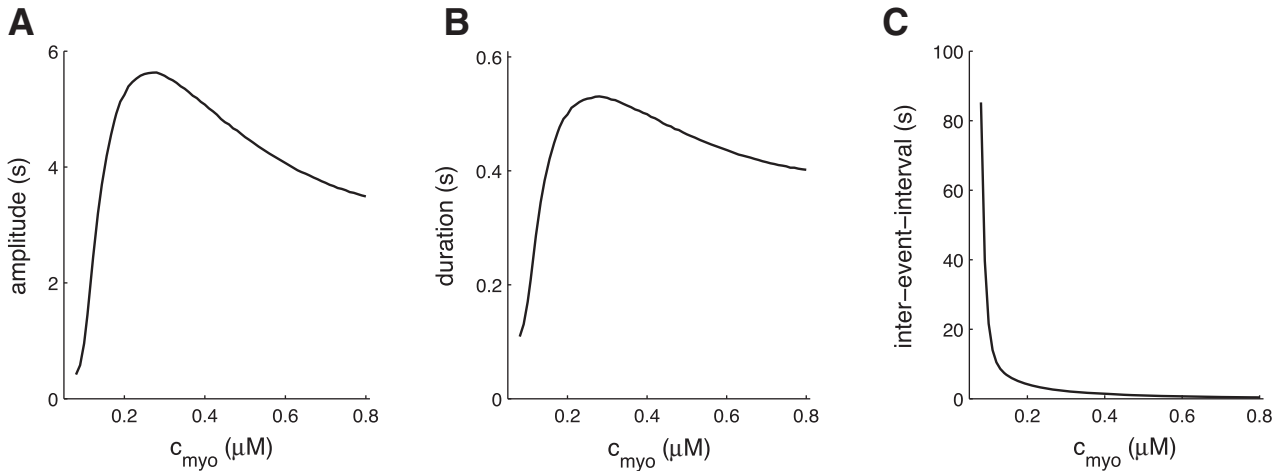 A
amplitude (s)
6
4
2
0
0.2 0.4 0.6 0.8
c_myo (μM)
B
duration (s)
0.6
0.4
0.2
0
0.2 0.4 0.6 0.8
c_myo (μM)
C
inter−event−interval (s)
100
80
60
40
20
0
0.2 0.4 0.6 0.8
c_myo (μM)